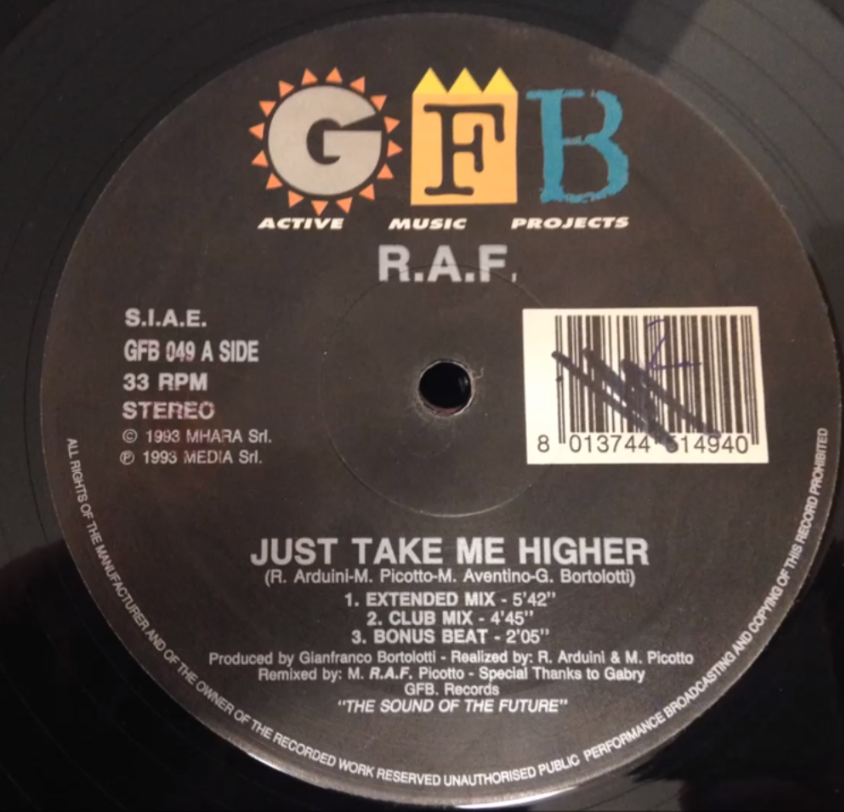 GFB
ACTIVE MUSIC PROJECTS
R.A.F.
S.I.A.E.
GFB 049 A SIDE
33 RPM
STEREO
© 1993 MHARA Srl.
℗ 1993 MEDIA Srl.
8 013744 514940
JUST TAKE ME HIGHER
(R. Arduini-M. Picotto-M. Aventino-G. Bortolotti)
1. EXTENDED MIX - 5'42"
2. CLUB MIX - 4'45"
3. BONUS BEAT - 2'05"
Produced by Gianfranco Bortolotti - Realized by: R. Arduini & M. Picotto
Remixed by: M. R.A.F. Picotto - Special Thanks to Gabry
GFB. Records
"THE SOUND OF THE FUTURE"
ALL RIGHTS OF THE MANUFACTURER AND OF THE OWNER OF THE RECORDED WORK RESERVED UNAUTHORISED PUBLIC PERFORMANCE BROADCASTING AND COPYING OF THIS RECORD PROHIBITED